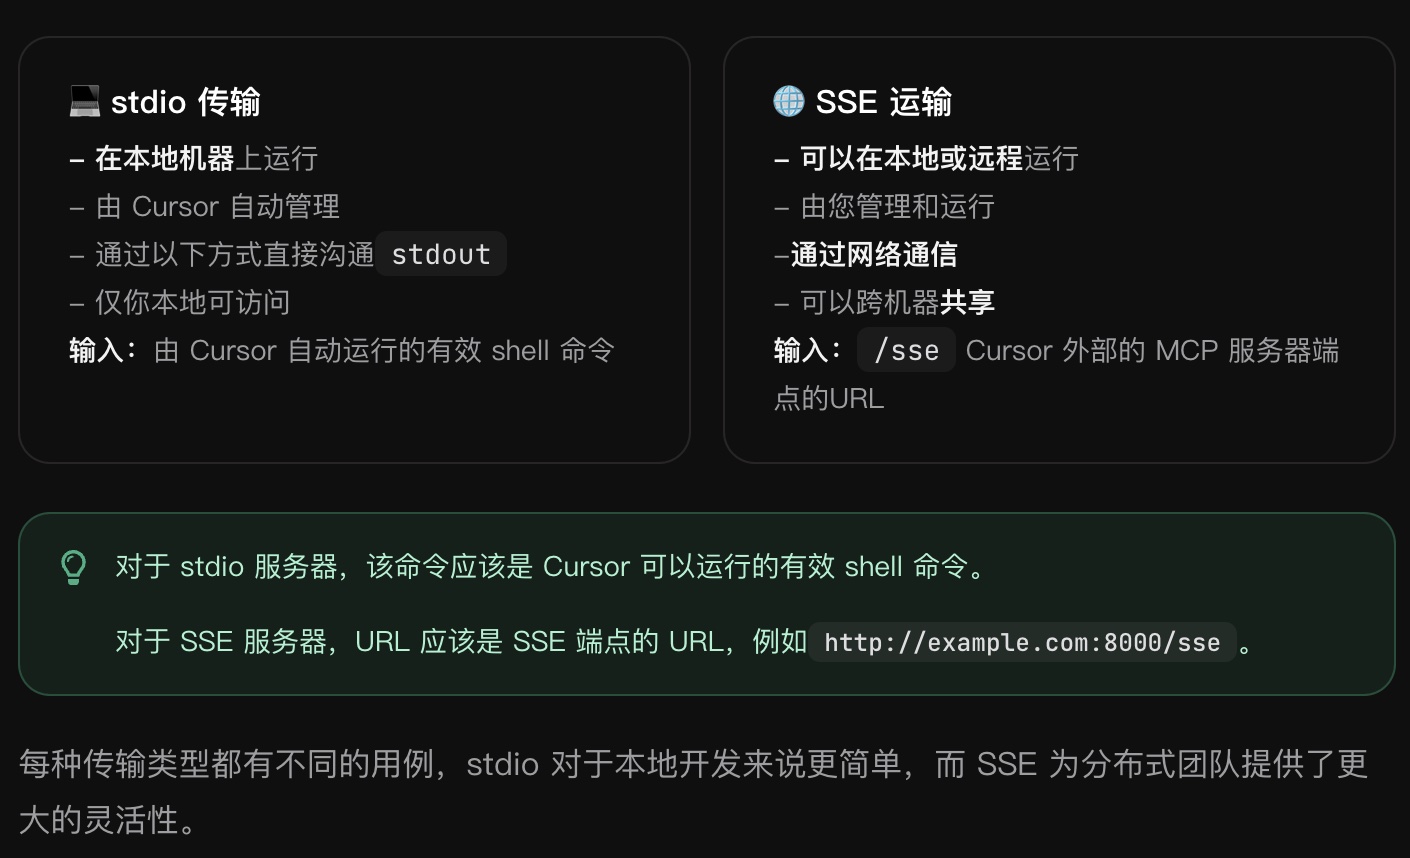 stdio 传输
– 在本地机器上运行
– 由 Cursor 自动管理
– 通过以下方式直接沟通 stdout
– 仅你本地可访问
输入：由 Cursor 自动运行的有效 shell 命令
SSE 运输
– 可以在本地或远程运行
– 由您管理和运行
–通过网络通信
– 可以跨机器共享
输入： /sse Cursor 外部的 MCP 服务器端
点的URL
对于 stdio 服务器，该命令应该是 Cursor 可以运行的有效 shell 命令。
对于 SSE 服务器，URL 应该是 SSE 端点的 URL，例如 http://example.com:8000/sse 。
每种传输类型都有不同的用例，stdio 对于本地开发来说更简单，而 SSE 为分布式团队提供了更
大的灵活性。